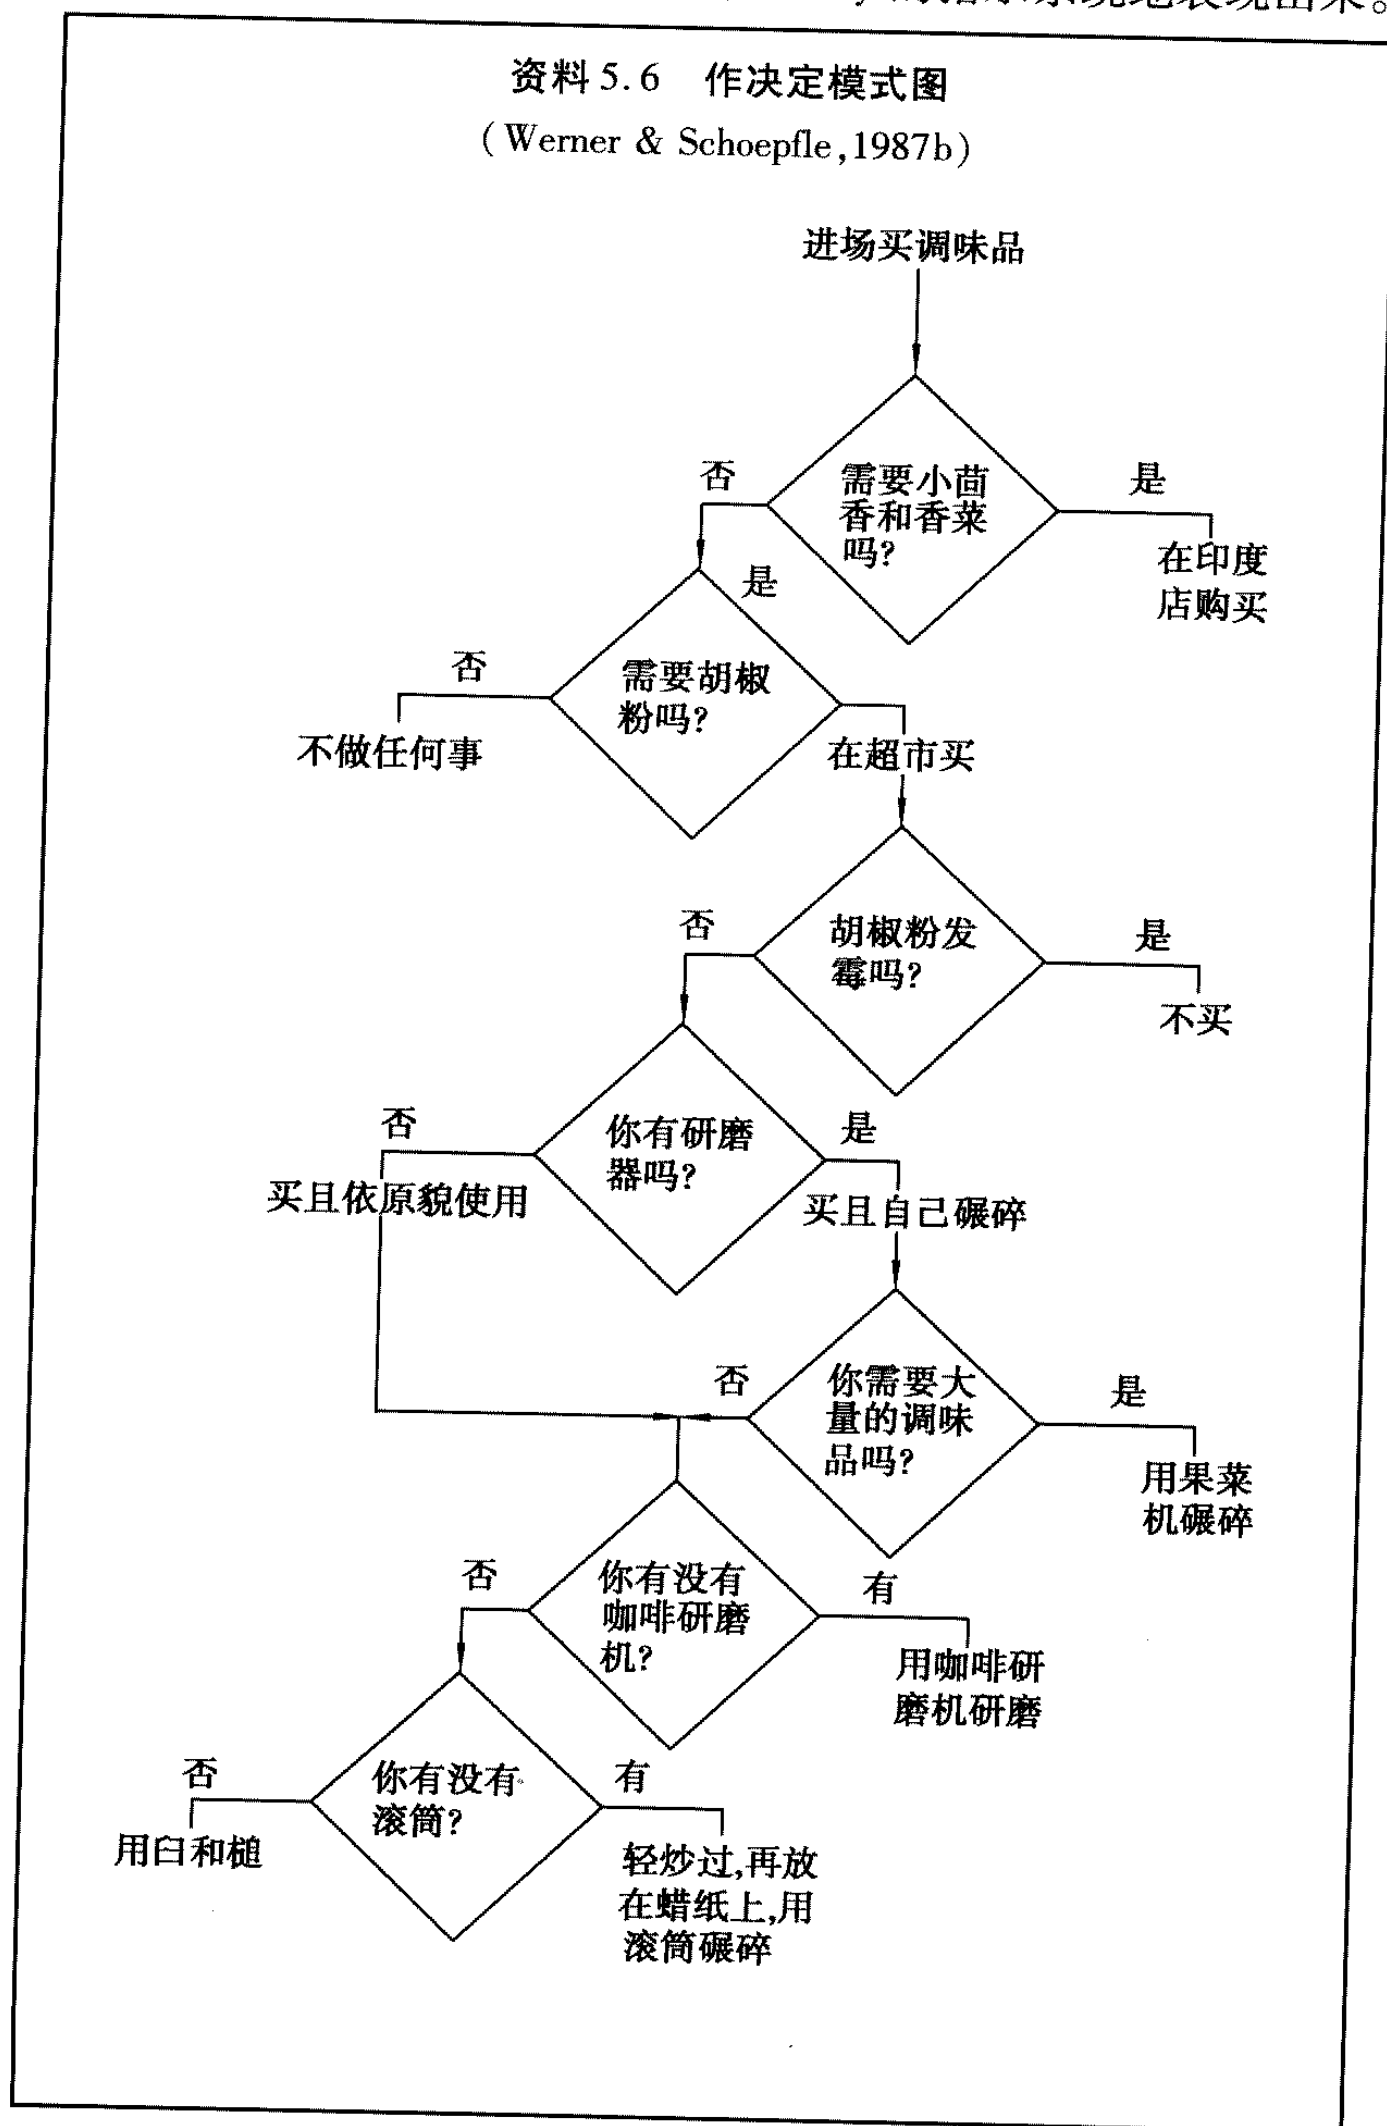 资料5.6 作决定模式图
(Werner & Schoepfle,1987b)
进场买调味品
否
需要小茴
香和香菜
吗?
是
在印度
店购买
是
否
需要胡椒
粉吗?
不做任何事
在超市买
否
胡椒粉发
霉吗?
是
不买
否
你有研磨
器吗?
是
买且依原貌使用
买且自己碾碎
否
你需要大
量的调味
品吗?
是
用果菜
机碾碎
否
你有没有
咖啡研磨
机?
有
用咖啡研
磨机研磨
否
你有没有
滚筒?
有
用臼和槌
轻炒过,再放
在蜡纸上,用
滚筒碾碎